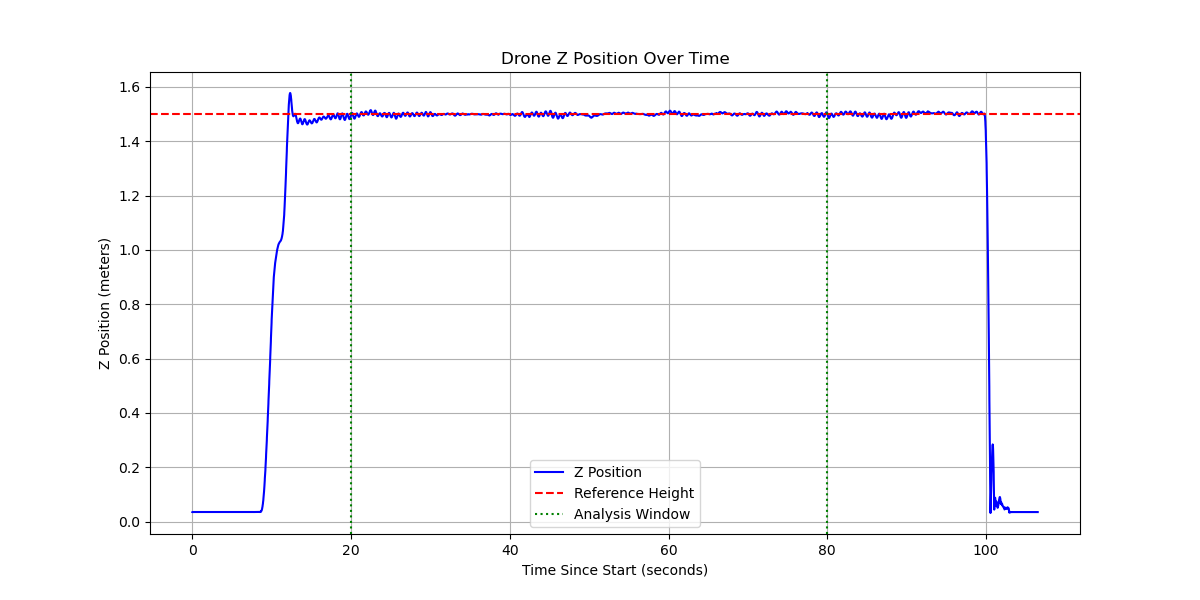 Drone Z Position Over Time
Z Position (meters)
1.6
1.4
1.2
1.0
0.8
0.6
0.4
0.2
0.0
Z Position
Reference Height
Analysis Window
0 20 40 60 80 100
Time Since Start (seconds)